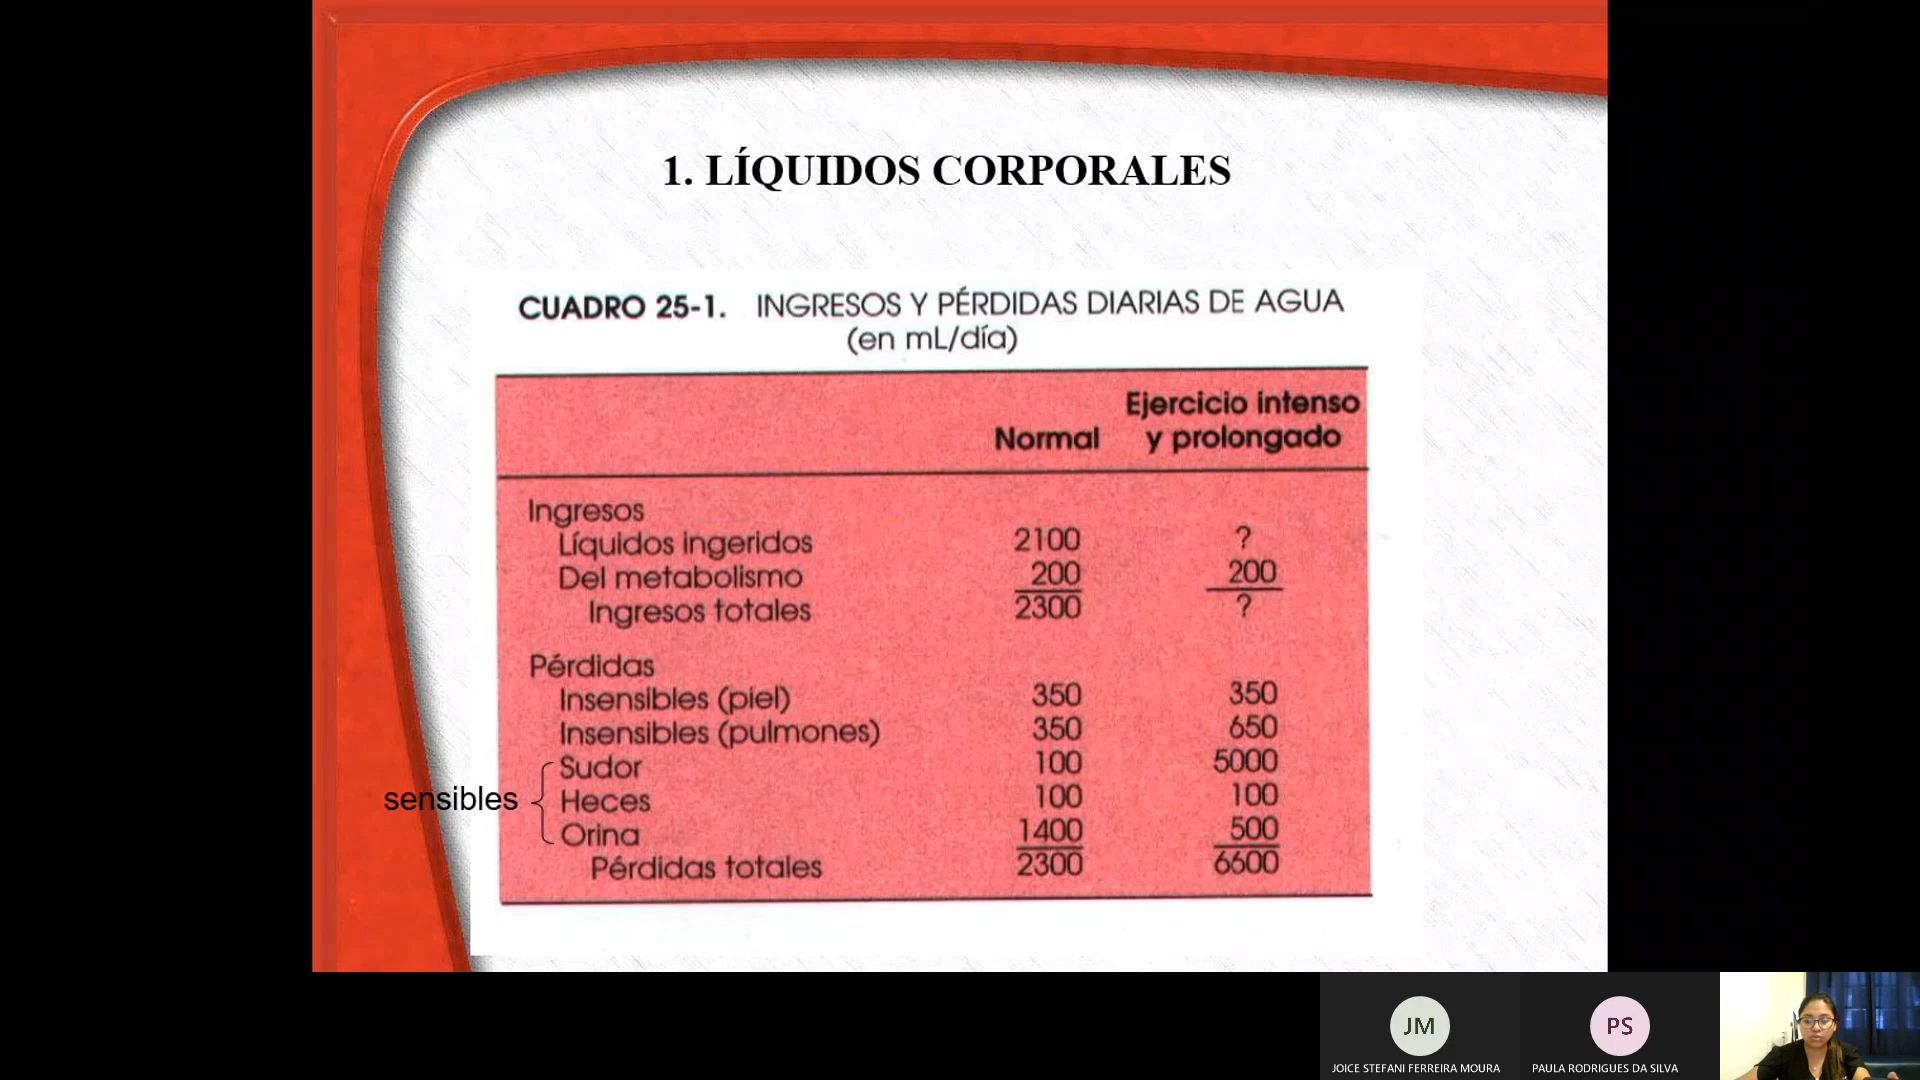 1. LÍQUIDOS CORPORALES
CUADRO 25-1. INGRESOS Y PÉRDIDAS DIARIAS DE AGUA
(en mL/día)
Normal Ejercicio intenso y prolongado
Ingresos
Líquidos ingeridos 2100 ?
Del metabolismo 200 200
Ingresos totales 2300 ?
Pérdidas
Insensibles (piel) 350 350
Insensibles (pulmones) 350 650
Sudor 100 5000
sensibles Heces 100 100
Orina 1400 500
Pérdidas totales 2300 6600
JM PS
JOICE STEFANI FERREIRA MOURA PAULA RODRIGUES DA SILVA